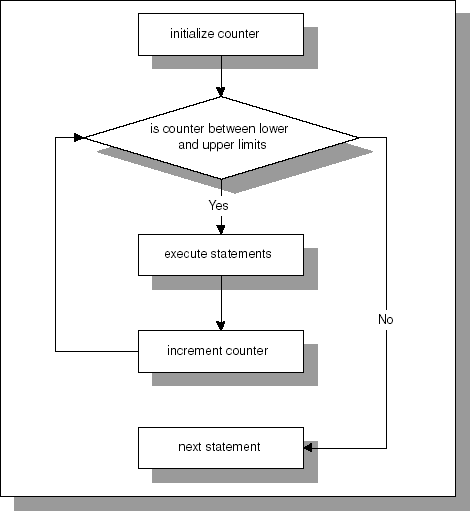 initialize counter
is counter between lower
and upper limits
Yes
execute statements
No
increment counter
next statement